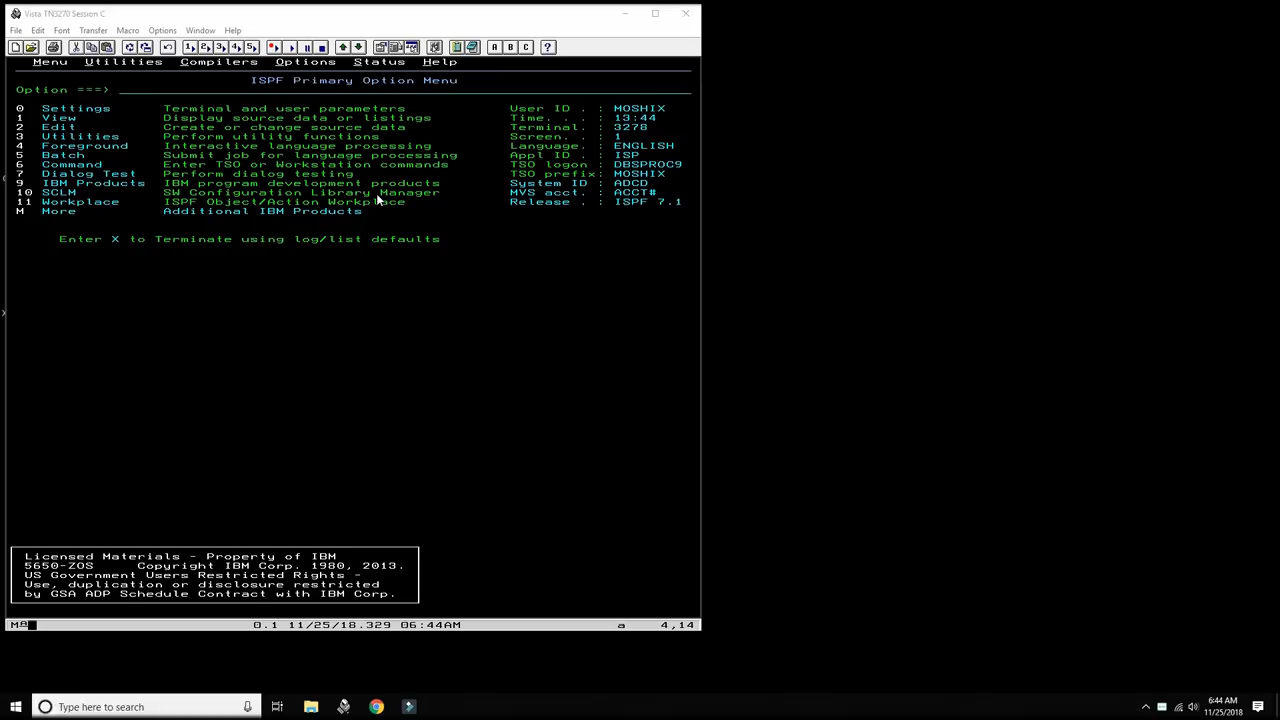 Vista TN3270 Session C
File Edit Font Transfer Macro Options Window Help
1 2 3 4 5 A B C ?
Menu Utilities Compilers Options Status Help
ISPF Primary Option Menu
Option ===>
0 Settings Terminal and user parameters User ID . : MOSHIX
1 View Display source data or listings Time. . . : 13:44
2 Edit Create or change source data Terminal. : 3278
3 Utilities Perform utility functions Screen. . : 1
4 Foreground Interactive language processing Language. : ENGLISH
5 Batch Submit job for language processing Appl ID . : ISP
6 Command Enter TSO or Workstation commands TSO logon : DBSPROC9
7 Dialog Test Perform dialog testing TSO prefix: MOSHIX
9 IBM Products IBM program development products System ID : ADCD
10 SCLM SW Configuration Library Manager MVS acct. : ACCT#
11 Workplace ISPF Object/Action Workplace Release . : ISPF 7.1
M More Additional IBM Products
Enter X to Terminate using log/list defaults
Licensed Materials - Property of IBM
5650-ZOS Copyright IBM Corp. 1980, 2013.
US Government Users Restricted Rights -
Use, duplication or disclosure restricted
by GSA ADP Schedule Contract with IBM Corp.
0.1 11/25/18.329 06:44AM a 4,14
Type here to search
6:44 AM
11/25/2018